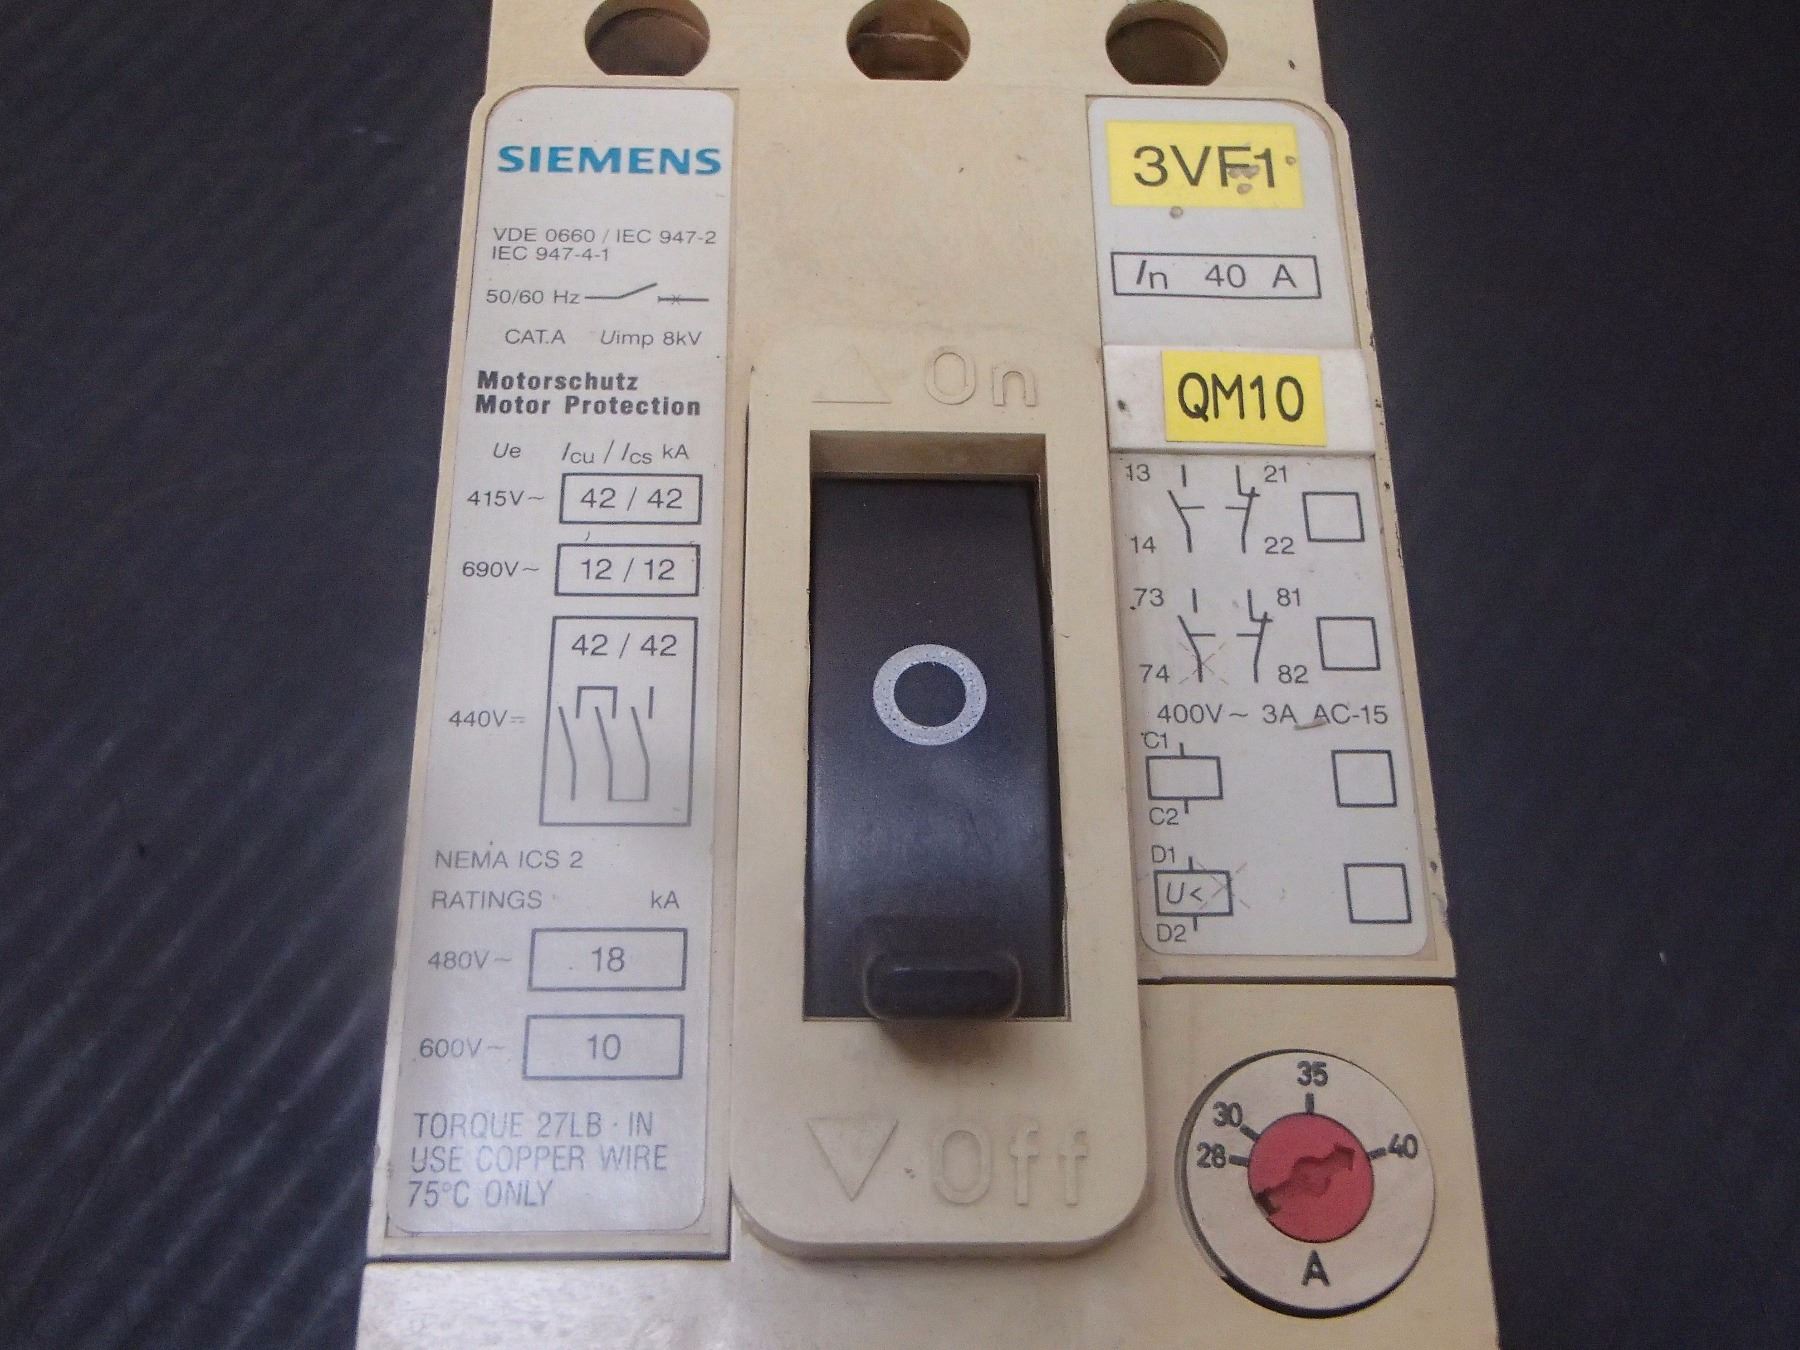 SIEMENS
VDE 0660 / IEC 947-2
IEC 947-4-1
50/60 Hz
CAT.A Uimp 8kV
Motorschutz
Motor Protection
Ue Icu / Ics kA
415V~ 42 / 42
690V~ 12 / 12
42 / 42
440V⎓
NEMA ICS 2
RATINGS kA
480V~ 18
600V~ 10
TORQUE 27LB·IN
USE COPPER WIRE
75°C ONLY
On
O
Off
3VF1
In 40 A
QM10
13 21
14 22
73 81
74 82
400V~ 3A AC-15
C1
C2
D1
U<
D2
35
30
28 40
A